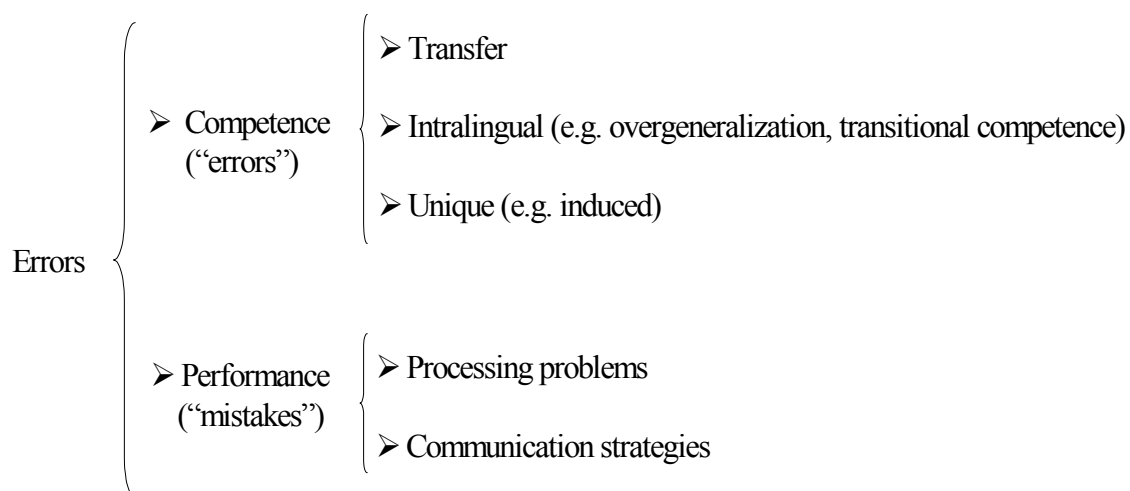 ➢ Transfer
➢ Competence
(“errors”)
➢ Intralingual (e.g. overgeneralization, transitional competence)
➢ Unique (e.g. induced)
Errors
➢ Performance
(“mistakes”)
➢ Processing problems
➢ Communication strategies